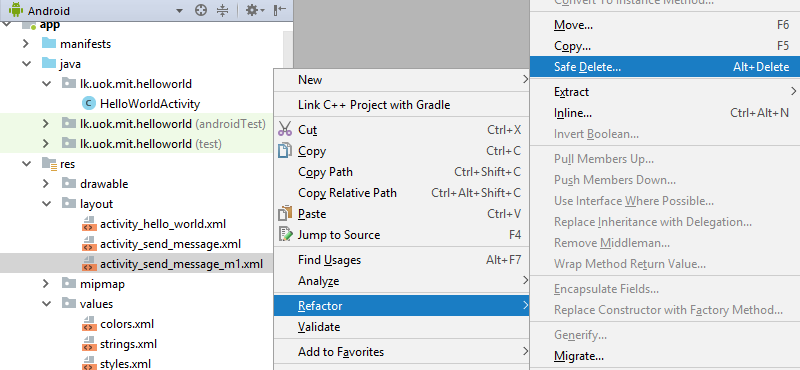 Android
app
manifests
java
lk.uok.mit.helloworld
HelloWorldActivity
lk.uok.mit.helloworld (androidTest)
lk.uok.mit.helloworld (test)
res
drawable
layout
activity_hello_world.xml
activity_send_message.xml
activity_send_message_m1.xml
mipmap
values
colors.xml
strings.xml
styles.xml
New
Link C++ Project with Gradle
Cut Ctrl+X
Copy Ctrl+C
Copy Path Ctrl+Shift+C
Copy Relative Path Ctrl+Alt+Shift+C
Paste Ctrl+V
Jump to Source F4
Find Usages Alt+F7
Analyze
Refactor
Validate
Add to Favorites
Convert To Instance Method...
Move... F6
Copy... F5
Safe Delete... Alt+Delete
Extract
Inline... Ctrl+Alt+N
Invert Boolean...
Pull Members Up...
Push Members Down...
Use Interface Where Possible...
Replace Inheritance with Delegation...
Remove Middleman...
Wrap Method Return Value...
Encapsulate Fields...
Replace Constructor with Factory Method...
Generify...
Migrate...